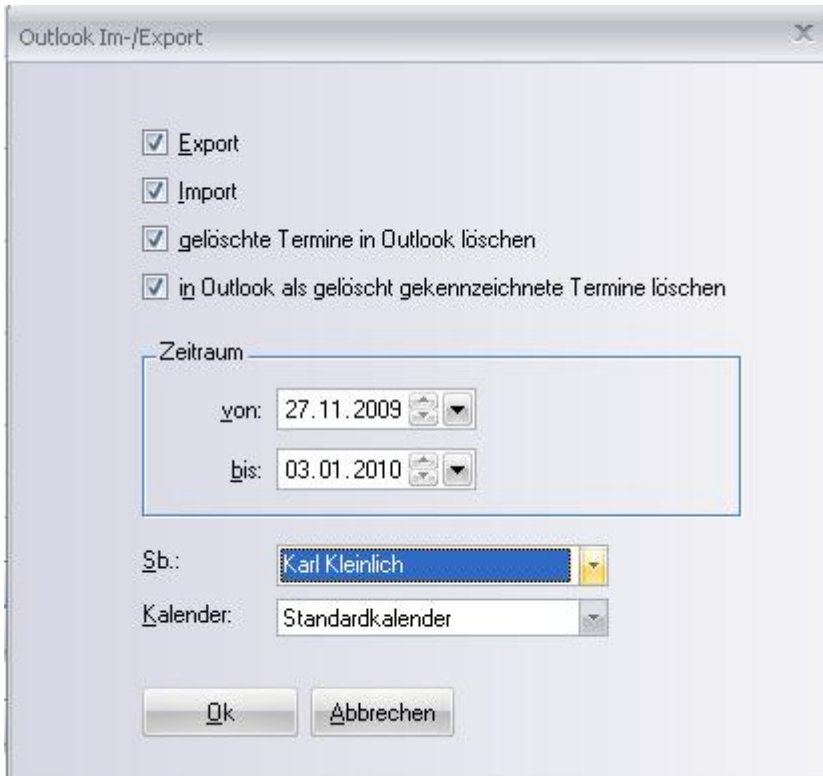 Outlook Im-/Export
Export
Import
gelöschte Termine in Outlook löschen
in Outlook als gelöscht gekennzeichnete Termine löschen
Zeitraum
von: 27.11.2009
bis: 03.01.2010
Sb.: Karl Kleinlich
Kalender: Standardkalender
Ok Abbrechen